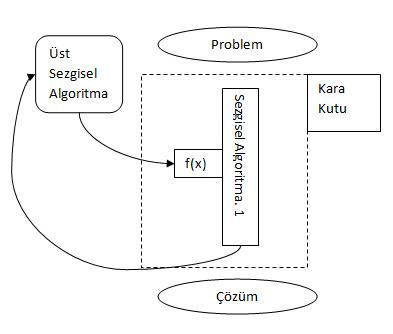 Problem
Üst
Sezgisel
Algoritma
Kara
Kutu
f(x)
Sezgisel Algoritma. 1
Çözüm